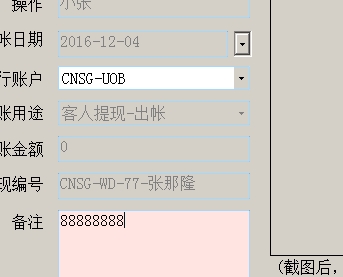 操作 小张
帐日期 2016-12-04
行账户 CNSG-UOB
账用途 客人提现-出帐
账金额 0
现编号 CNSG-WD-77-张那隆
备注 88888888
(截图后，